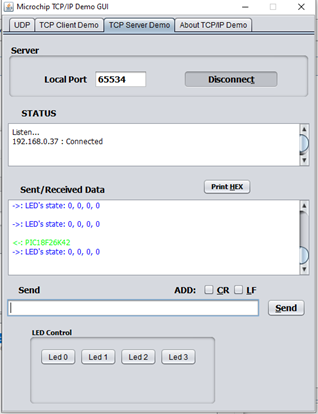 Microchip TCP/IP Demo GUI
UDP TCP Client Demo TCP Server Demo About TCP/IP Demo
Server
Local Port 65534 Disconnect
STATUS
Listen...
192.168.0.37 : Connected
Sent/Received Data Print HEX
->: LED's state: 0, 0, 0, 0
->: LED's state: 0, 0, 0, 0
<-: PIC18F26K42
->: LED's state: 0, 0, 0, 0
Send ADD: CR LF
Send
LED Control
Led 0 Led 1 Led 2 Led 3